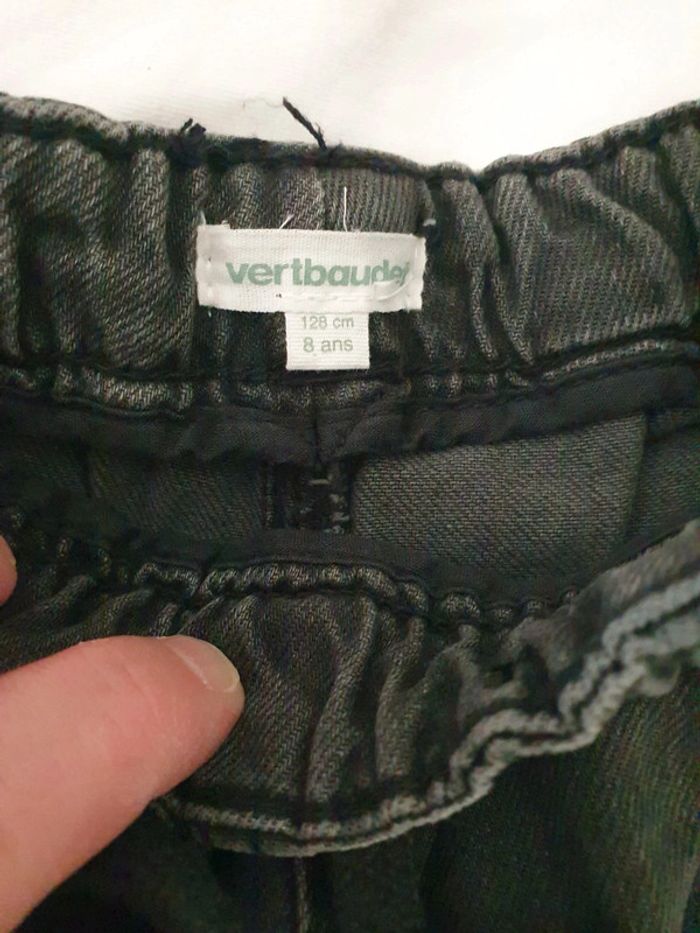 vertbaudet
128 cm
8 ans